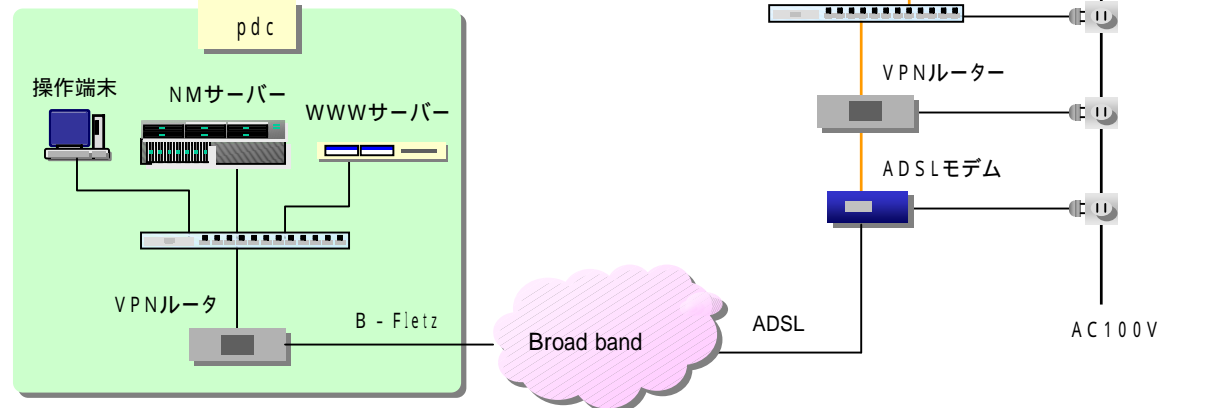 pdc
操作端末
NMサーバー
WWWサーバー
VPNルータ
B - Fletz
Broad band
ADSL
VPNルーター
ADSLモデム
AC100V